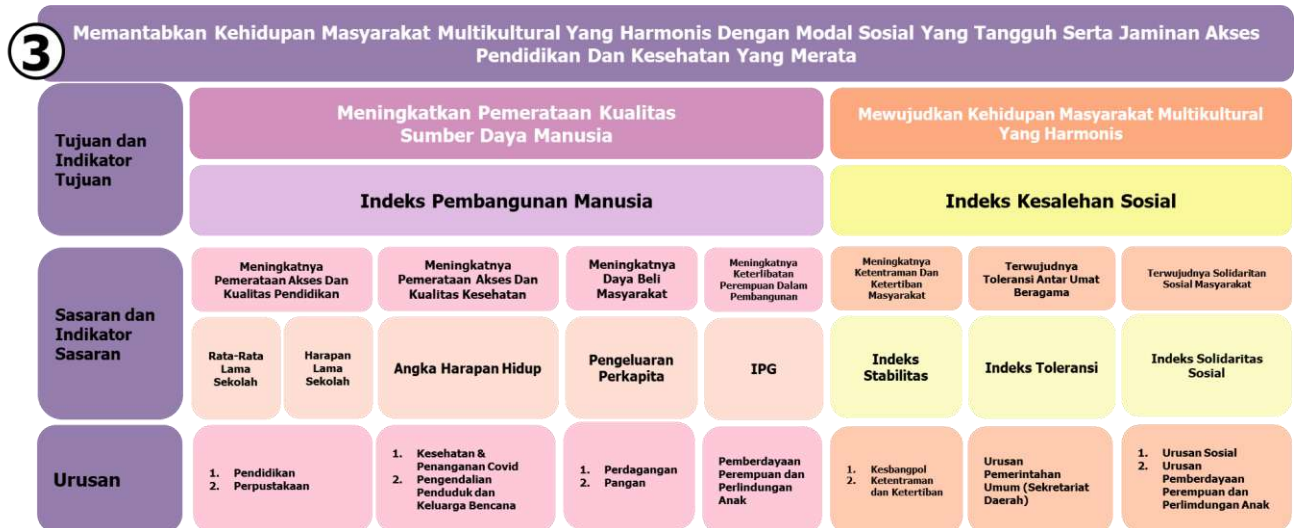 3
Memantabkan Kehidupan Masyarakat Multikultural Yang Harmonis Dengan Modal Sosial Yang Tangguh Serta Jaminan Akses
Pendidikan Dan Kesehatan Yang Merata
Tujuan dan
Indikator
Tujuan
Meningkatkan Pemerataan Kualitas
Sumber Daya Manusia
Mewujudkan Kehidupan Masyarakat Multikultural
Yang Harmonis
Indeks Pembangunan Manusia
Indeks Kesalehan Sosial
Sasaran dan
Indikator
Sasaran
Meningkatnya
Pemerataan Akses Dan
Kualitas Pendidikan
Meningkatnya
Pemerataan Akses Dan
Kualitas Kesehatan
Meningkatnya
Daya Beli
Masyarakat
Meningkatnya
Keterlibatan
Perempuan Dalam
Pembangunan
Meningkatnya
Ketentraman Dan
Ketertiban
Masyarakat
Terwujudnya
Toleransi Antar Umat
Beragama
Terwujudnya Solidaritan
Sosial Masyarakat
Rata-Rata
Lama
Sekolah
Harapan
Lama
Sekolah
Angka Harapan Hidup
Pengeluaran
Perkapita
IPG
Indeks
Stabilitas
Indeks Toleransi
Indeks Solidaritas
Sosial
Urusan
1. Pendidikan
2. Perpustakaan
1. Kesehatan &
Penanganan Covid
2. Pengendalian
Penduduk dan
Keluarga Bencana
1. Perdagangan
2. Pangan
Pemberdayaan
Perempuan dan
Perlindungan
Anak
1. Kesbangpol
2. Ketentraman
dan Ketertiban
Urusan
Pemerintahan
Umum (Sekretariat
Daerah)
1. Urusan Sosial
2. Urusan
Pemberdayaan
Perempuan dan
Perlimdungan Anak